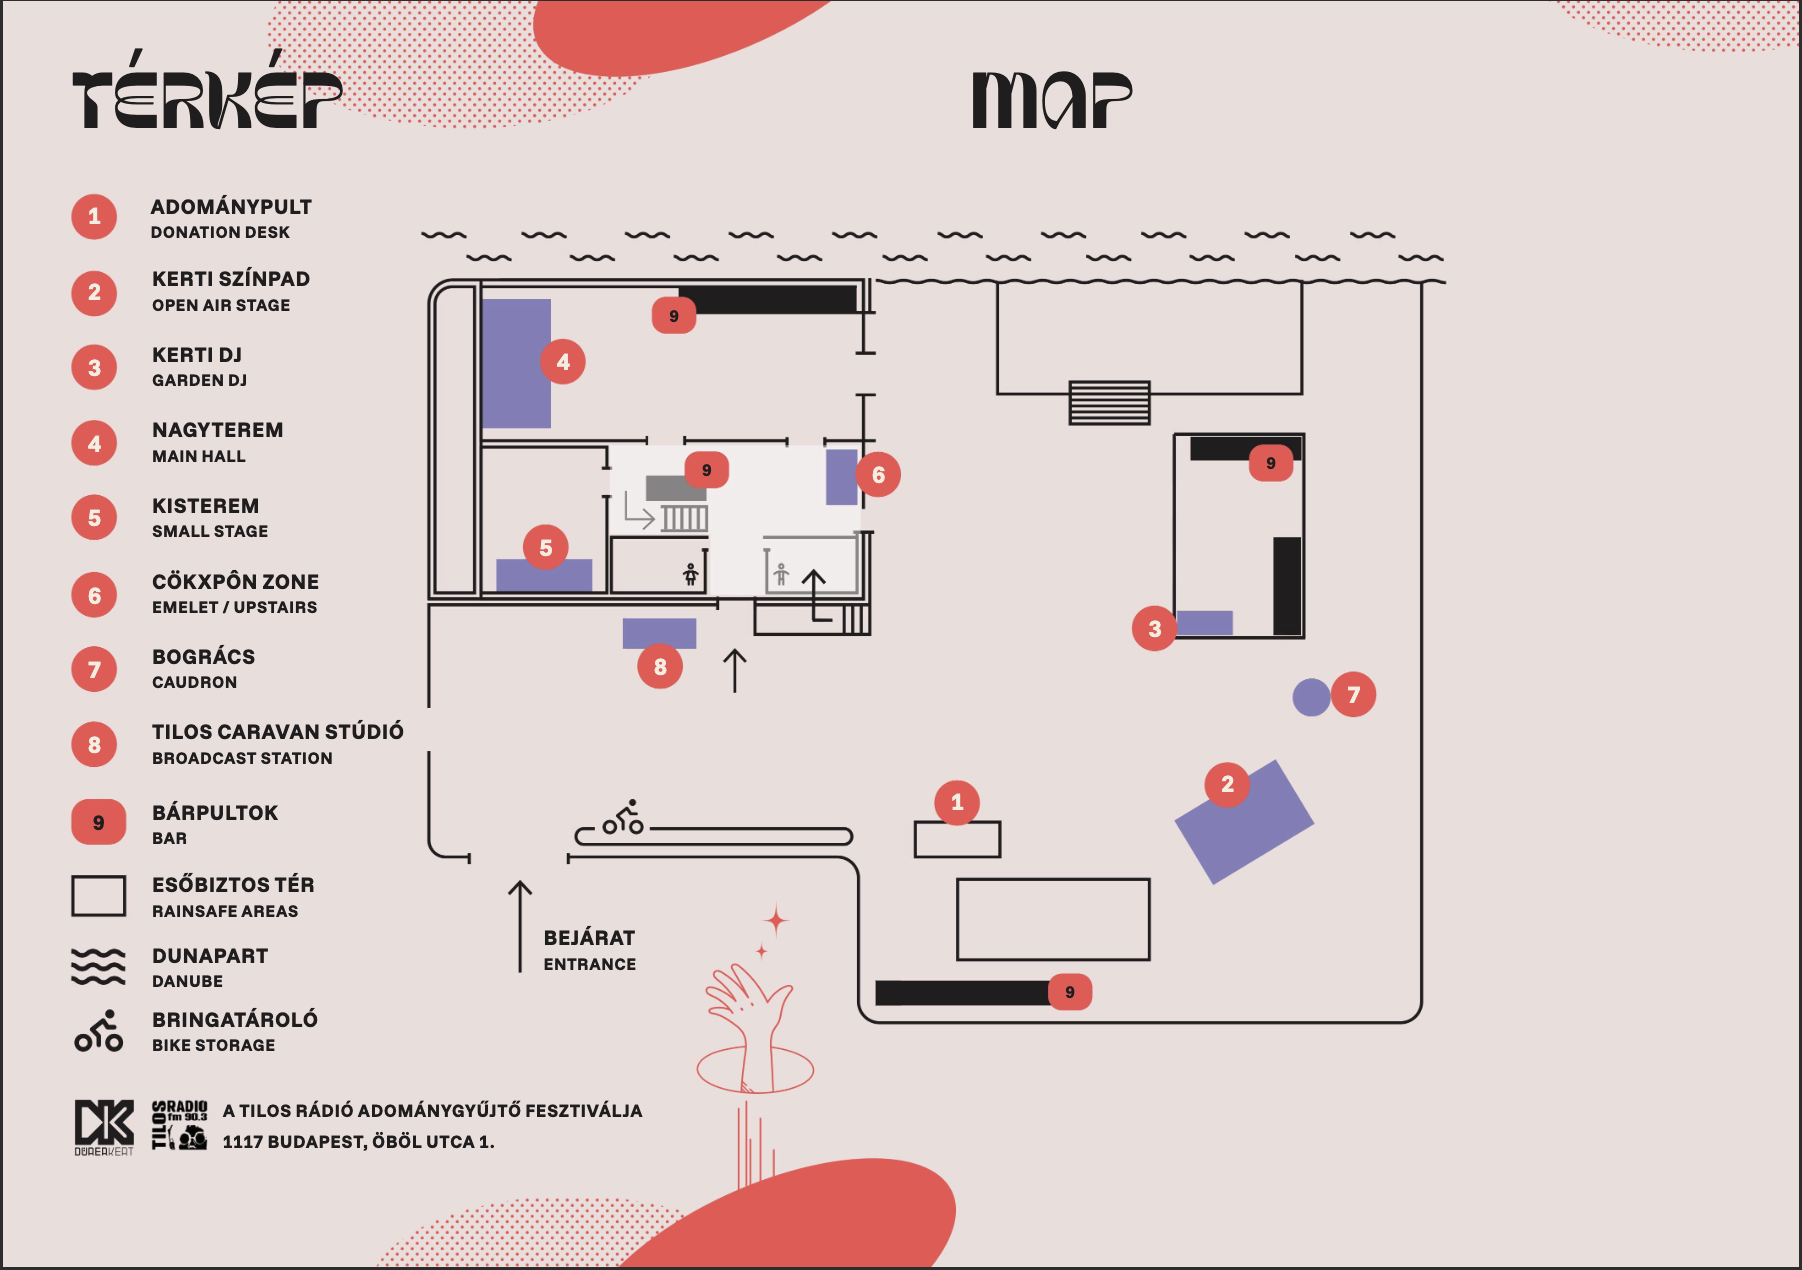 TÉRKÉP
MAP
1
ADOMÁNYPULT
DONATION DESK
2
KERTI SZÍNPAD
OPEN AIR STAGE
3
KERTI DJ
GARDEN DJ
4
NAGYTEREM
MAIN HALL
5
KISTEREM
SMALL STAGE
6
CÖKXPÔN ZONE
EMELET / UPSTAIRS
7
BOGRÁCS
CAUDRON
8
TILOS CARAVAN STÚDIÓ
BROADCAST STATION
9
BÁRPULTOK
BAR
ESŐBIZTOS TÉR
RAINSAFE AREAS
DUNAPART
DANUBE
BRINGATÁROLÓ
BIKE STORAGE
9
4
9
6
5
8
9
3
7
2
1
9
BEJÁRAT
ENTRANCE
DK
DÜRERKERT
TILOS
RADIO
fm 90.3
A TILOS RÁDIÓ ADOMÁNYGYŰJTŐ FESZTIVÁLJA
1117 BUDAPEST, ÖBÖL UTCA 1.